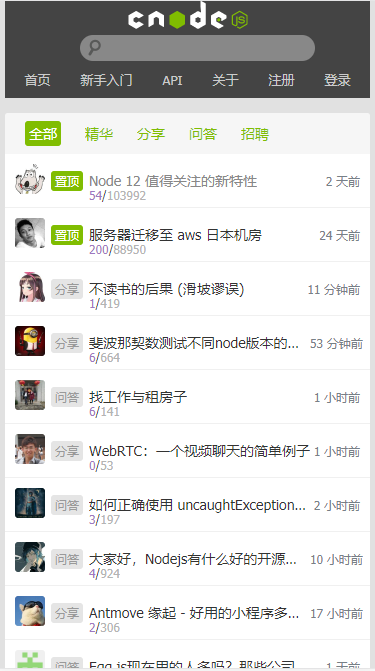 cnode JS
首页 新手入门 API 关于 注册 登录
全部 精华 分享 问答 招聘
置顶 Node 12 值得关注的新特性 2 天前
54/103992
置顶 服务器迁移至 aws 日本机房 24 天前
200/88950
分享 不读书的后果 (滑坡谬误) 11 分钟前
1/419
分享 斐波那契数测试不同node版本的... 53 分钟前
6/664
问答 找工作与租房子 1 小时前
6/141
分享 WebRTC：一个视频聊天的简单例子 1 小时前
0/53
问答 如何正确使用 uncaughtException... 2 小时前
3/197
问答 大家好，Nodejs有什么好的开源... 10 小时前
4/924
分享 Antmove 缘起 - 好用的小程序多... 17 小时前
2/306
问答 Egg.js现在用的人多吗？那些公司... 1 天前